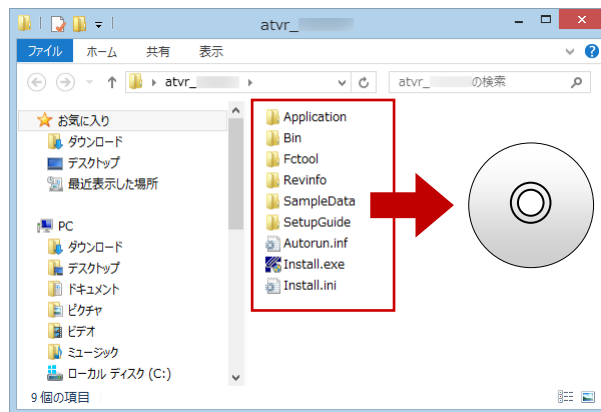 atvr_
ファイル ホーム 共有 表示
atvr_ atvr_ の検索
お気に入り
ダウンロード
デスクトップ
最近表示した場所
PC
ダウンロード
デスクトップ
ドキュメント
ピクチャ
ビデオ
ミュージック
ローカル ディスク (C:)
Application
Bin
Fctool
Revinfo
SampleData
SetupGuide
Autorun.inf
Install.exe
Install.ini
9 個の項目